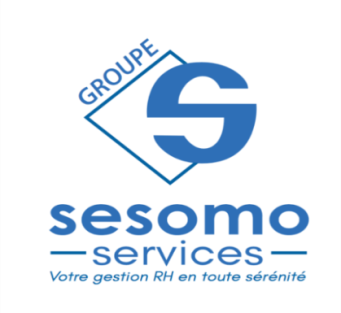 GROUPE
S
sesomo
services
Votre gestion RH en toute sérénité